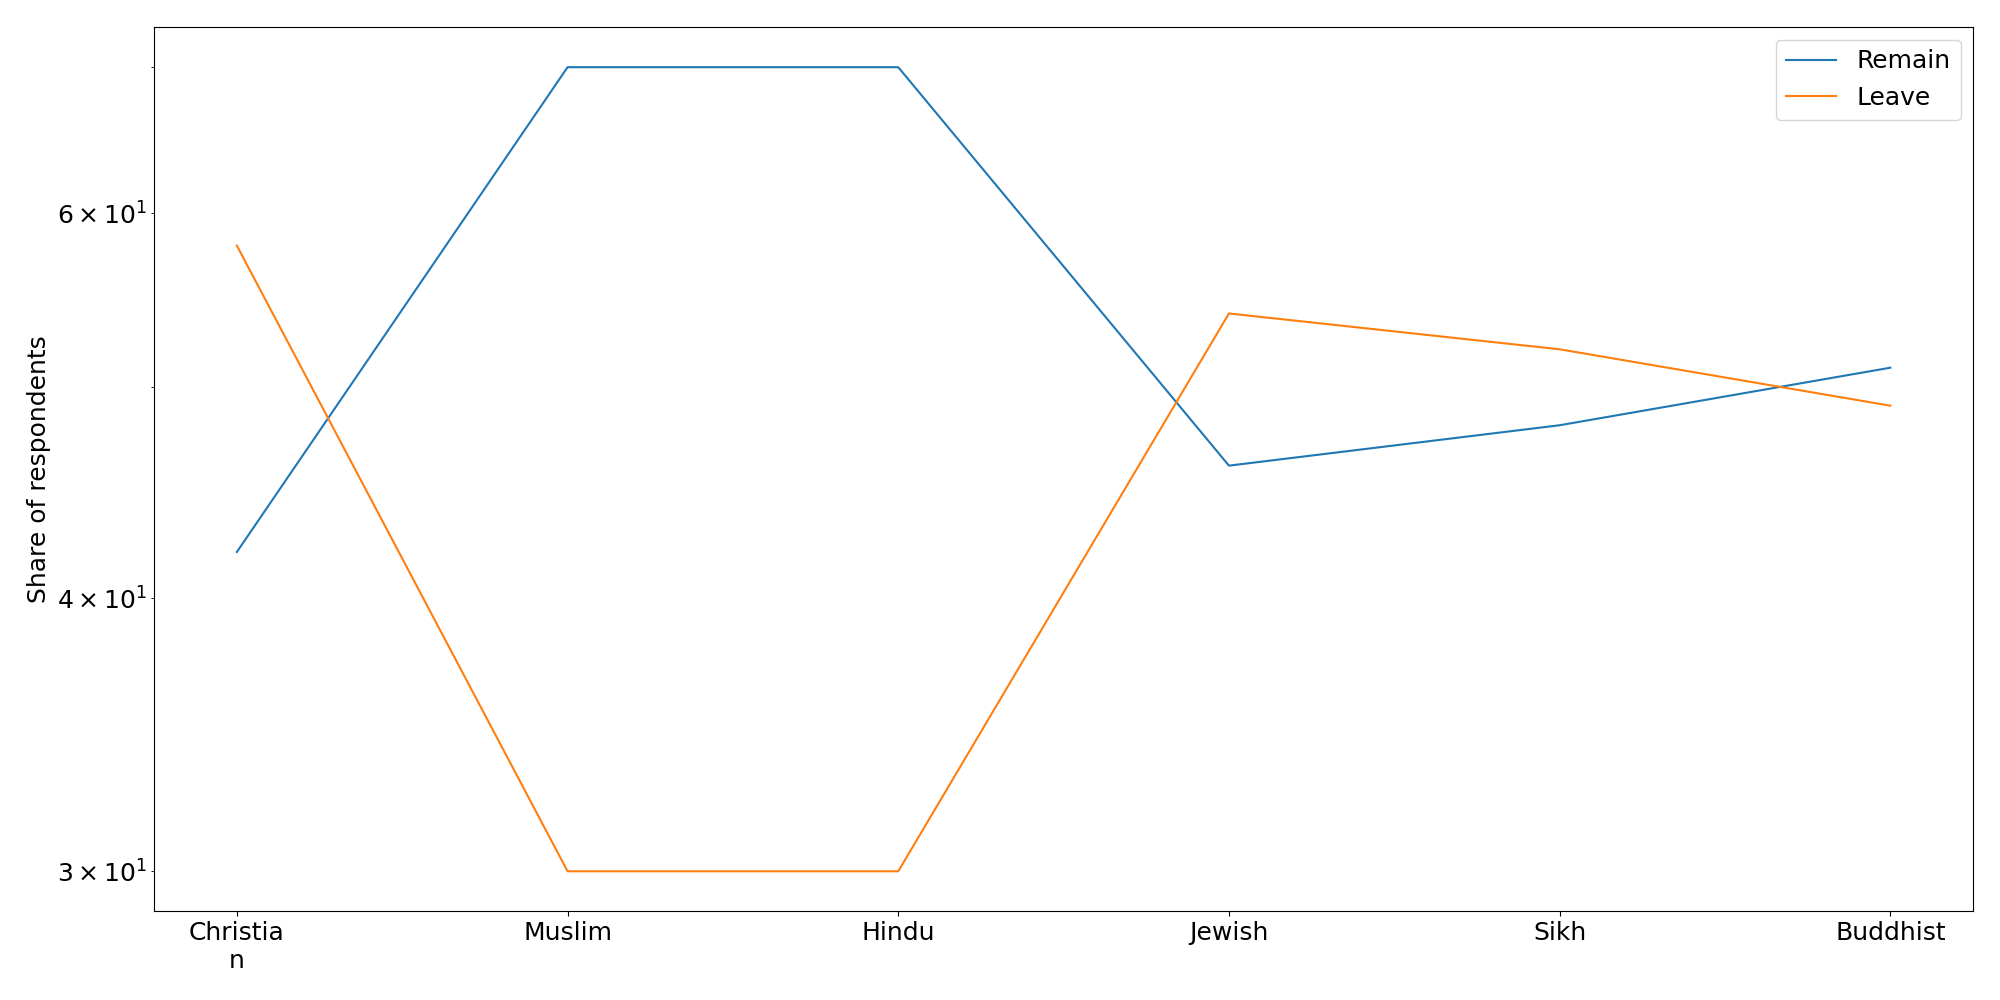 Remain
Leave
6 × 10¹
4 × 10¹
3 × 10¹
Share of respondents
Christia
n
Muslim
Hindu
Jewish
Sikh
Buddhist